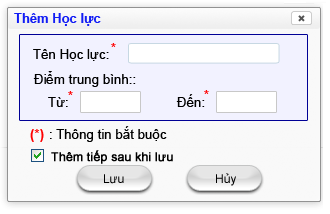 Thêm Học lực
Tên Học lực:*
Điểm trung bình::
Từ:* Đến:*
(*) : Thông tin bắt buộc
Thêm tiếp sau khi lưu
Lưu Hủy